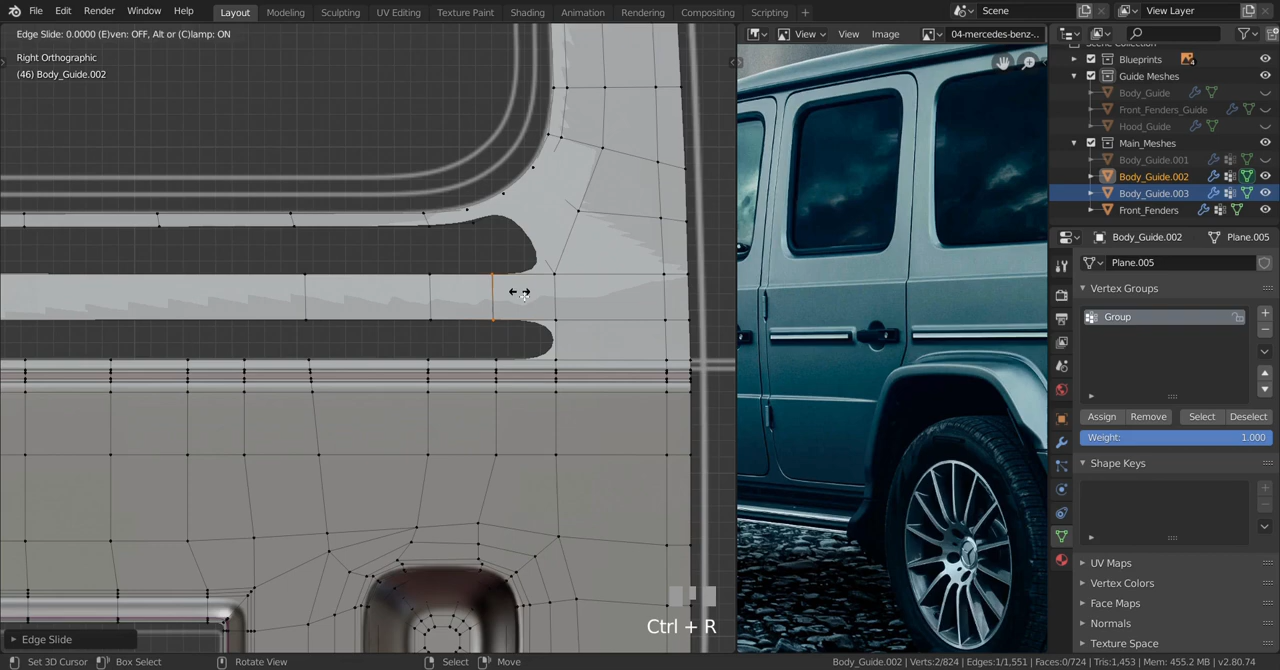 File Edit Render Window Help Layout Modeling Sculpting UV Editing Texture Paint Shading Animation Rendering Compositing Scripting + Scene View Layer
Edge Slide: 0.0000 (E)ven: OFF, Alt or (C)lamp: ON
View View Image 04-mercedes-benz-..
Right Orthographic
(46) Body_Guide.002
Scene Collection
Blueprints 4
Guide Meshes
Body_Guide
Front_Fenders_Guide
Hood_Guide
Main_Meshes
Body_Guide.001
Body_Guide.002
Body_Guide.003
Front_Fenders
Body_Guide.002 Plane.005
Plane.005
Vertex Groups
Group
Assign Remove Select Deselect
Weight: 1.000
Shape Keys
UV Maps
Vertex Colors
Face Maps
Normals
Texture Space
Ctrl + R
Edge Slide
Set 3D Cursor Box Select Rotate View Select Move Body_Guide.002 | Verts:2/824 | Edges:1/1,551 | Faces:0/724 | Tris:1,453 | Mem: 455.2 MB | v2.80.74